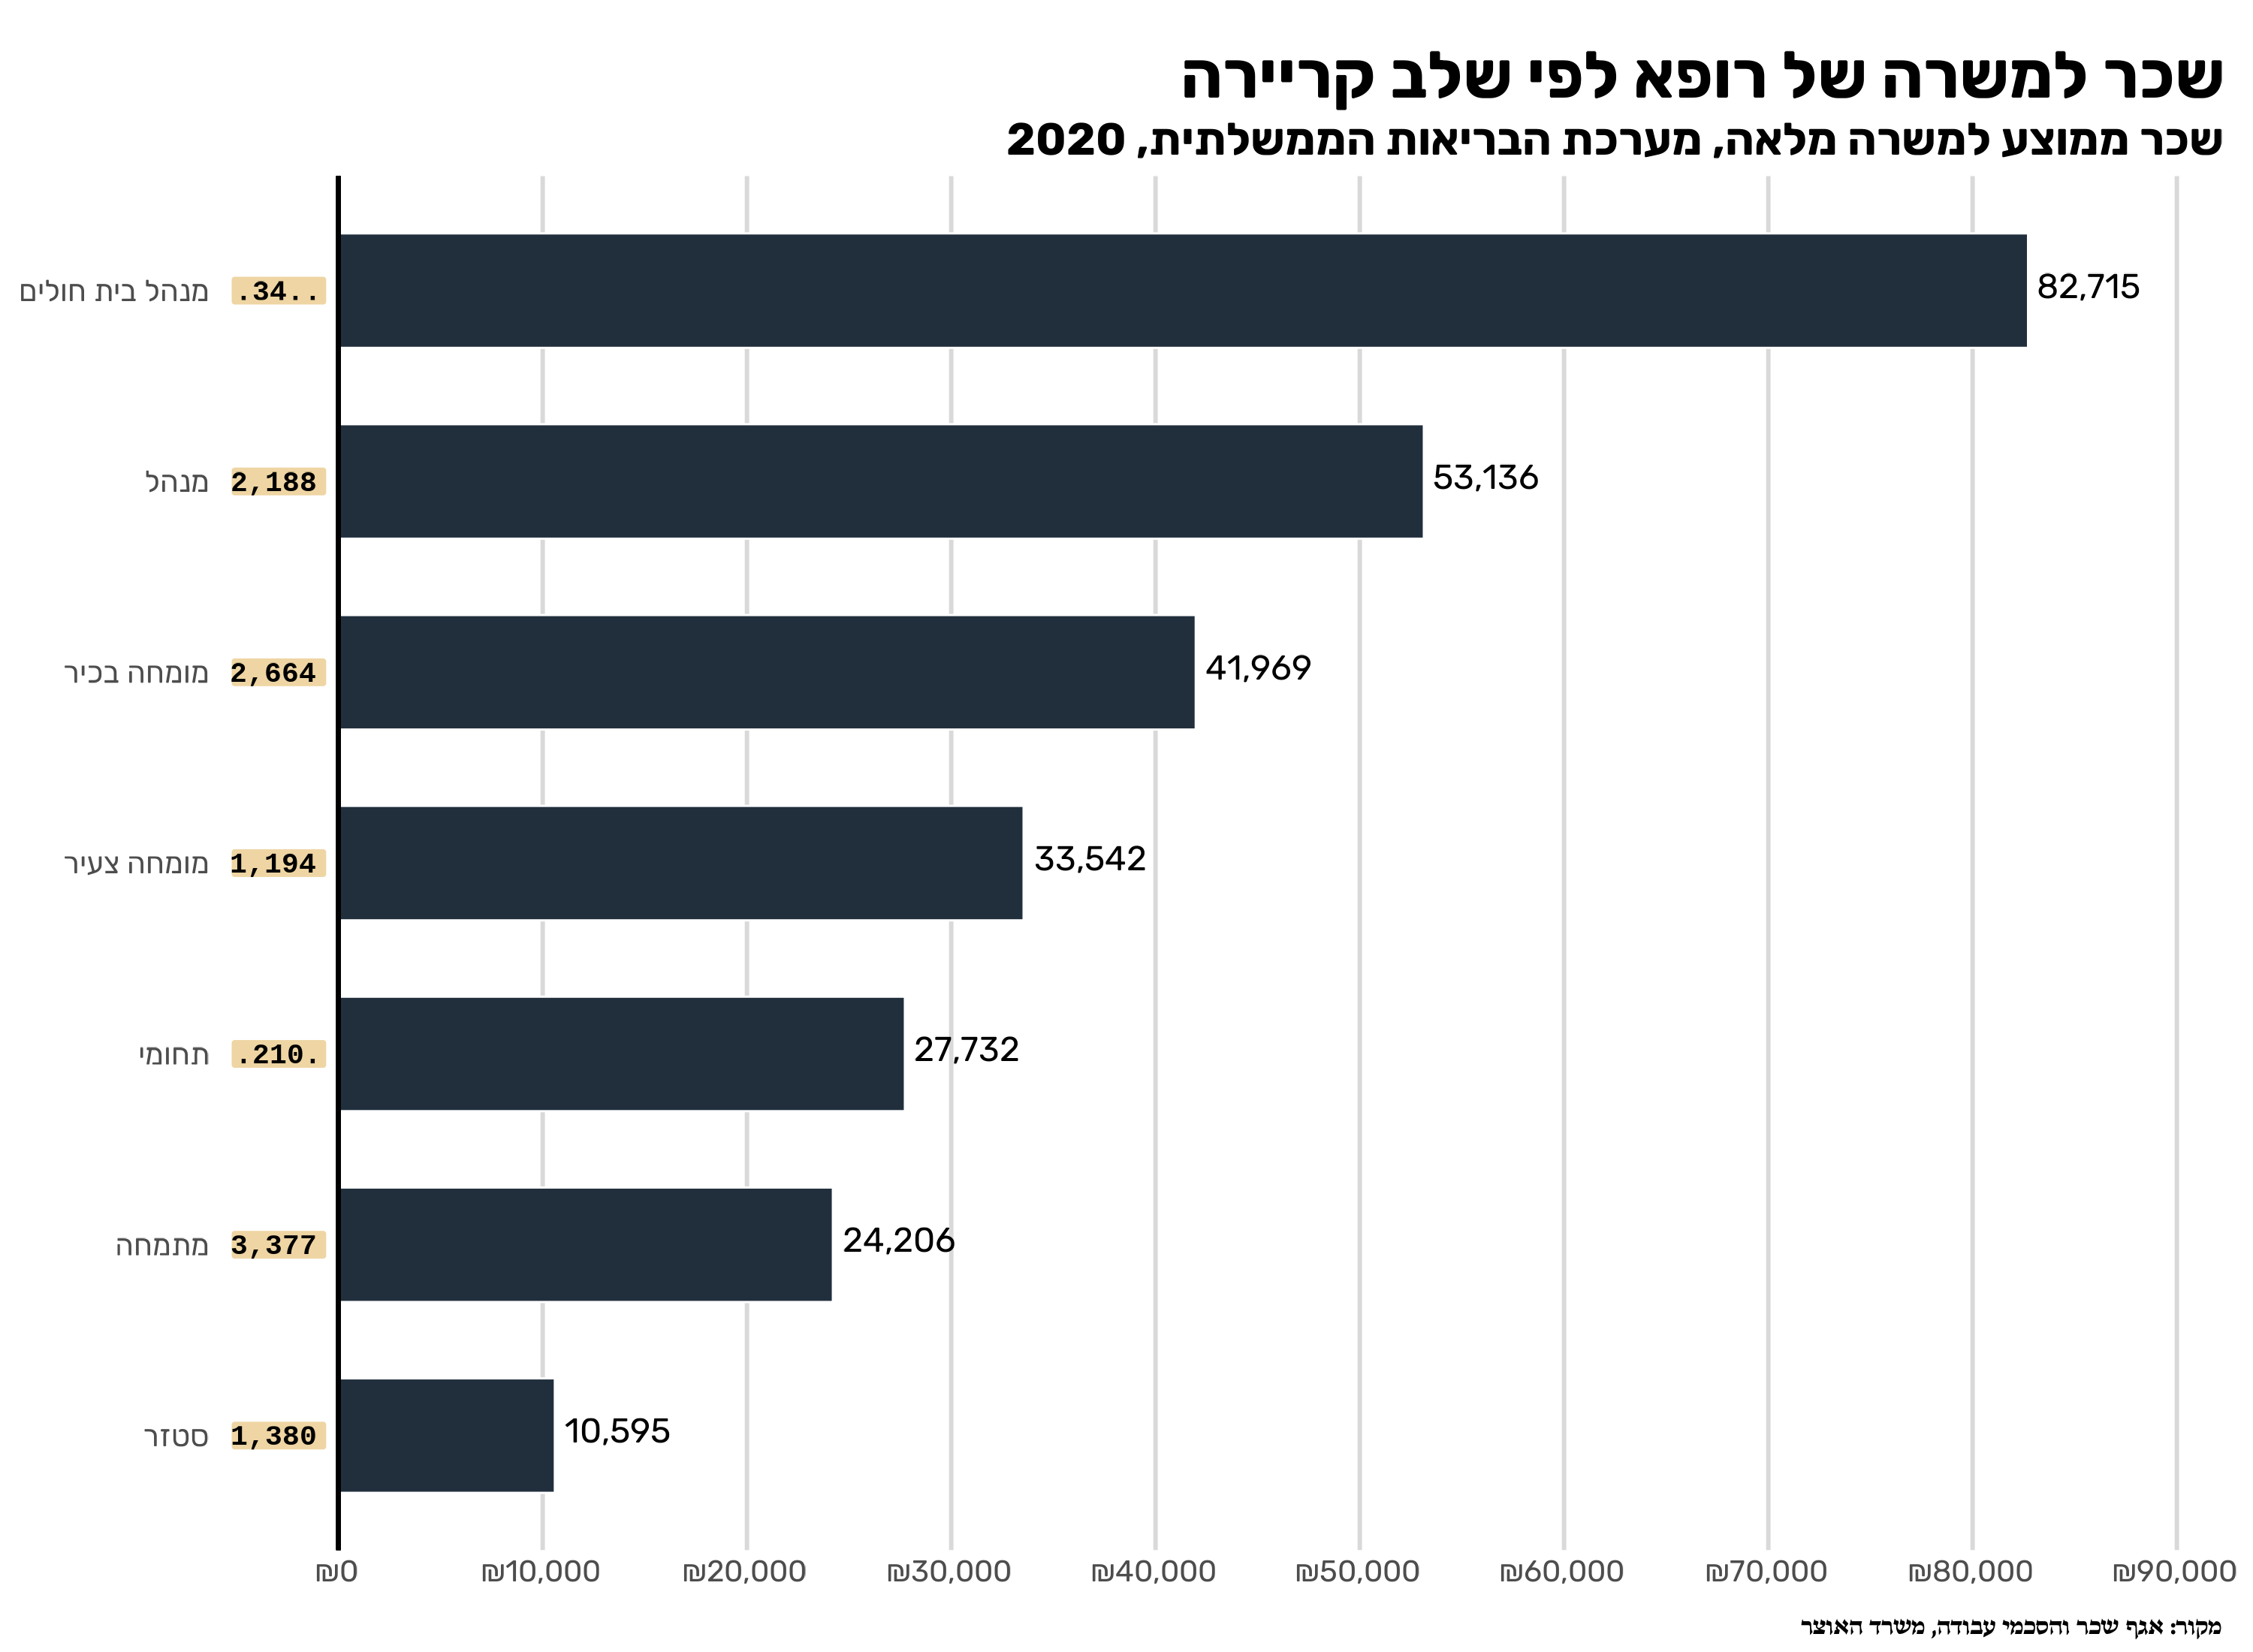 שכר למשרה של רופא לפי שלב קריירה
שכר ממוצע למשרה מלאה, מערכת הבריאות הממשלתית, 2020
מנהל בית חולים .34.. 82,715
מנהל 2,188 53,136
מומחה בכיר 2,664 41,969
מומחה צעיר 1,194 33,542
תחומי .210. 27,732
מתמחה 3,377 24,206
סטזר 1,380 10,595
₪0 ₪10,000 ₪20,000 ₪30,000 ₪40,000 ₪50,000 ₪60,000 ₪70,000 ₪80,000 ₪90,000
מקור: אגף שכר והסכמי עבודה, משרד האוצר